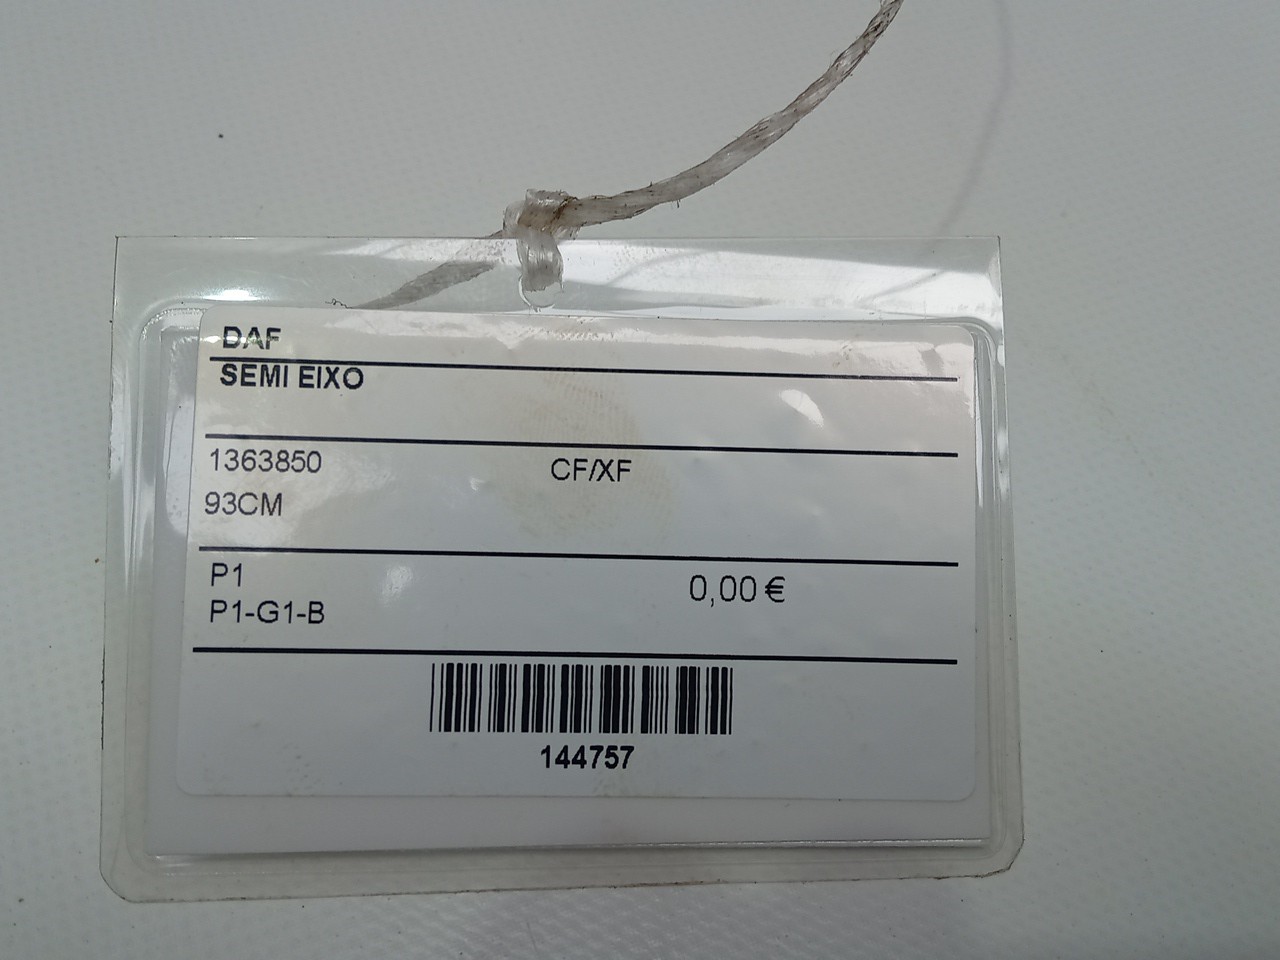 DAF
SEMI EIXO
1363850 CF/XF
93CM
P1 0,00 €
P1-G1-B
144757